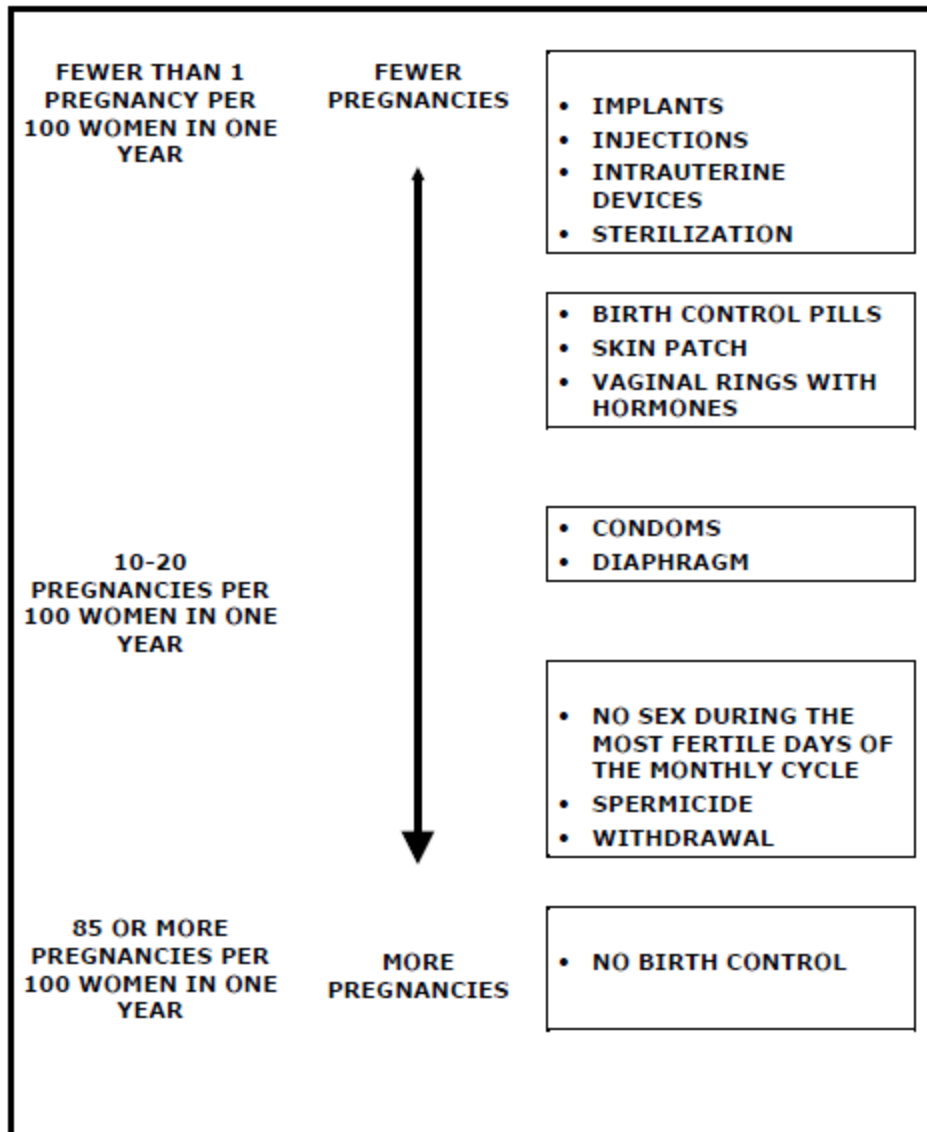 FEWER THAN 1
PREGNANCY PER
100 WOMEN IN ONE
YEAR
FEWER
PREGNANCIES
• IMPLANTS
• INJECTIONS
• INTRAUTERINE
DEVICES
• STERILIZATION
• BIRTH CONTROL PILLS
• SKIN PATCH
• VAGINAL RINGS WITH
HORMONES
10-20
PREGNANCIES PER
100 WOMEN IN ONE
YEAR
• CONDOMS
• DIAPHRAGM
• NO SEX DURING THE
MOST FERTILE DAYS OF
THE MONTHLY CYCLE
• SPERMICIDE
• WITHDRAWAL
85 OR MORE
PREGNANCIES PER
100 WOMEN IN ONE
YEAR
MORE
PREGNANCIES
• NO BIRTH CONTROL